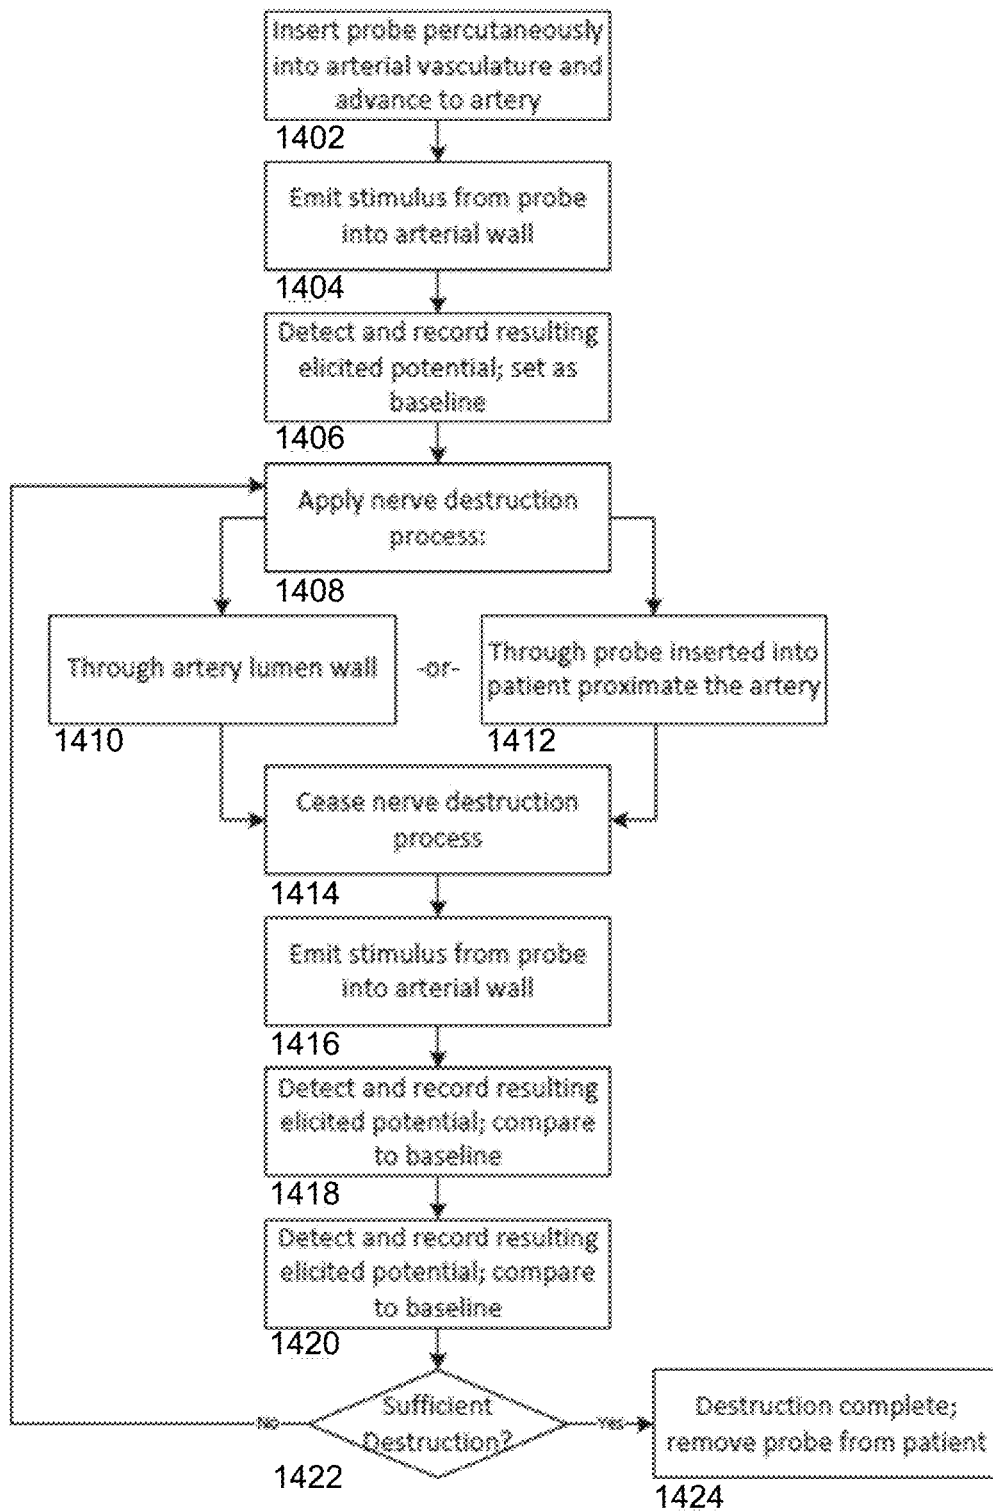 Insert probe percutaneously
into arterial vasculature and
advance to artery
1402
Emit stimulus from probe
into arterial wall
1404
Detect and record resulting
elicited potential; set as
baseline
1406
Apply nerve destruction
process:
1408
Through artery lumen wall
-or-
Through probe inserted into
patient proximate the artery
1410
1412
Cease nerve destruction
process
1414
Emit stimulus from probe
into arterial wall
1416
Detect and record resulting
elicited potential; compare
to baseline
1418
Detect and record resulting
elicited potential; compare
to baseline
1420
Sufficient
Destruction?
NO
YES
1422
Destruction complete;
remove probe from patient
1424